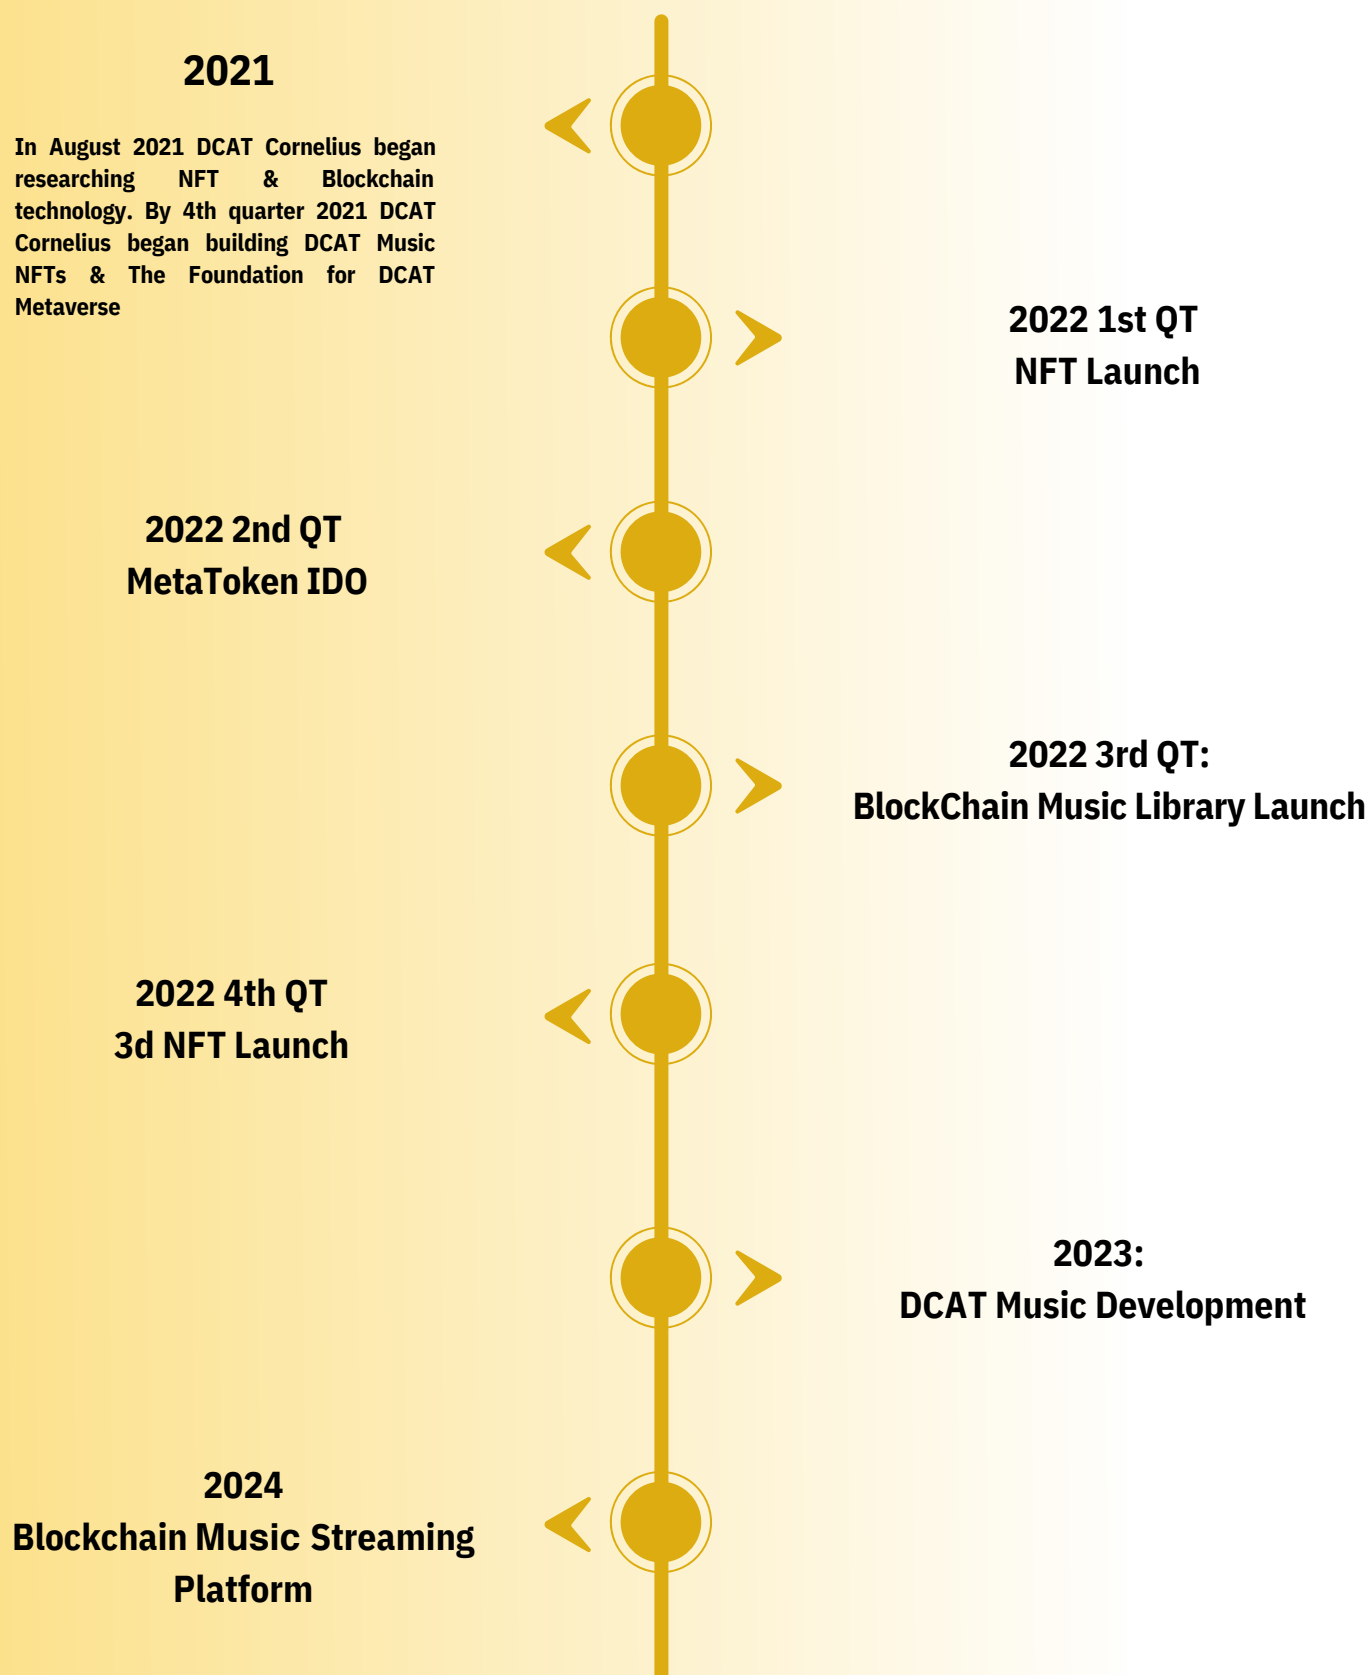 2021
In August 2021 DCAT Cornelius began
researching NFT & Blockchain
technology. By 4th quarter 2021 DCAT
Cornelius began building DCAT Music
NFTs & The Foundation for DCAT
Metaverse
2022 1st QT
NFT Launch
2022 2nd QT
MetaToken IDO
2022 3rd QT:
BlockChain Music Library Launch
2022 4th QT
3d NFT Launch
2023:
DCAT Music Development
2024
Blockchain Music Streaming
Platform